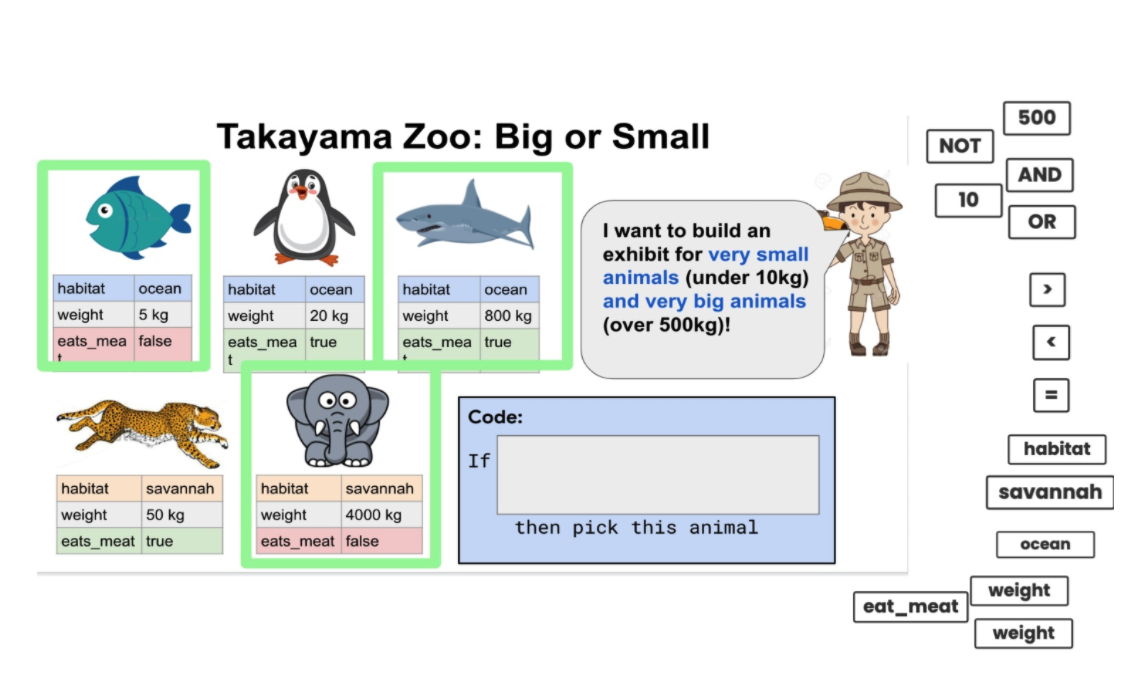 Takayama Zoo: Big or Small
habitat ocean
weight 5 kg
eats_mea
t false
habitat ocean
weight 20 kg
eats_mea
t true
habitat ocean
weight 800 kg
eats_mea
t true
I want to build an
exhibit for very small
animals (under 10kg)
and very big animals
(over 500kg)!
habitat savannah
weight 50 kg
eats_meat true
habitat savannah
weight 4000 kg
eats_meat false
Code:
If
then pick this animal
500
NOT
AND
10
OR
>
<
=
habitat
savannah
ocean
weight
eat_meat
weight